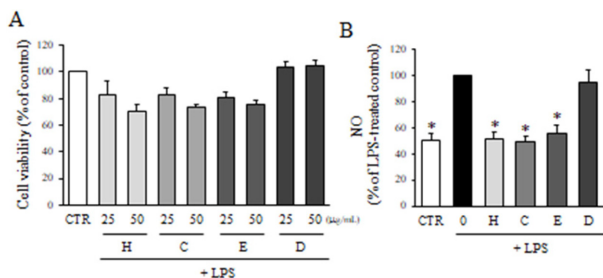 A
Cell viability (% of control)
120
100
80
60
40
20
0
CTR 25 50 25 50 25 50 25 50 (μg/mL)
H C E D
+ LPS
B
NO
(% of LPS-treated control)
120
100
80
60
40
20
0
* * * *
CTR 0 H C E D
+ LPS